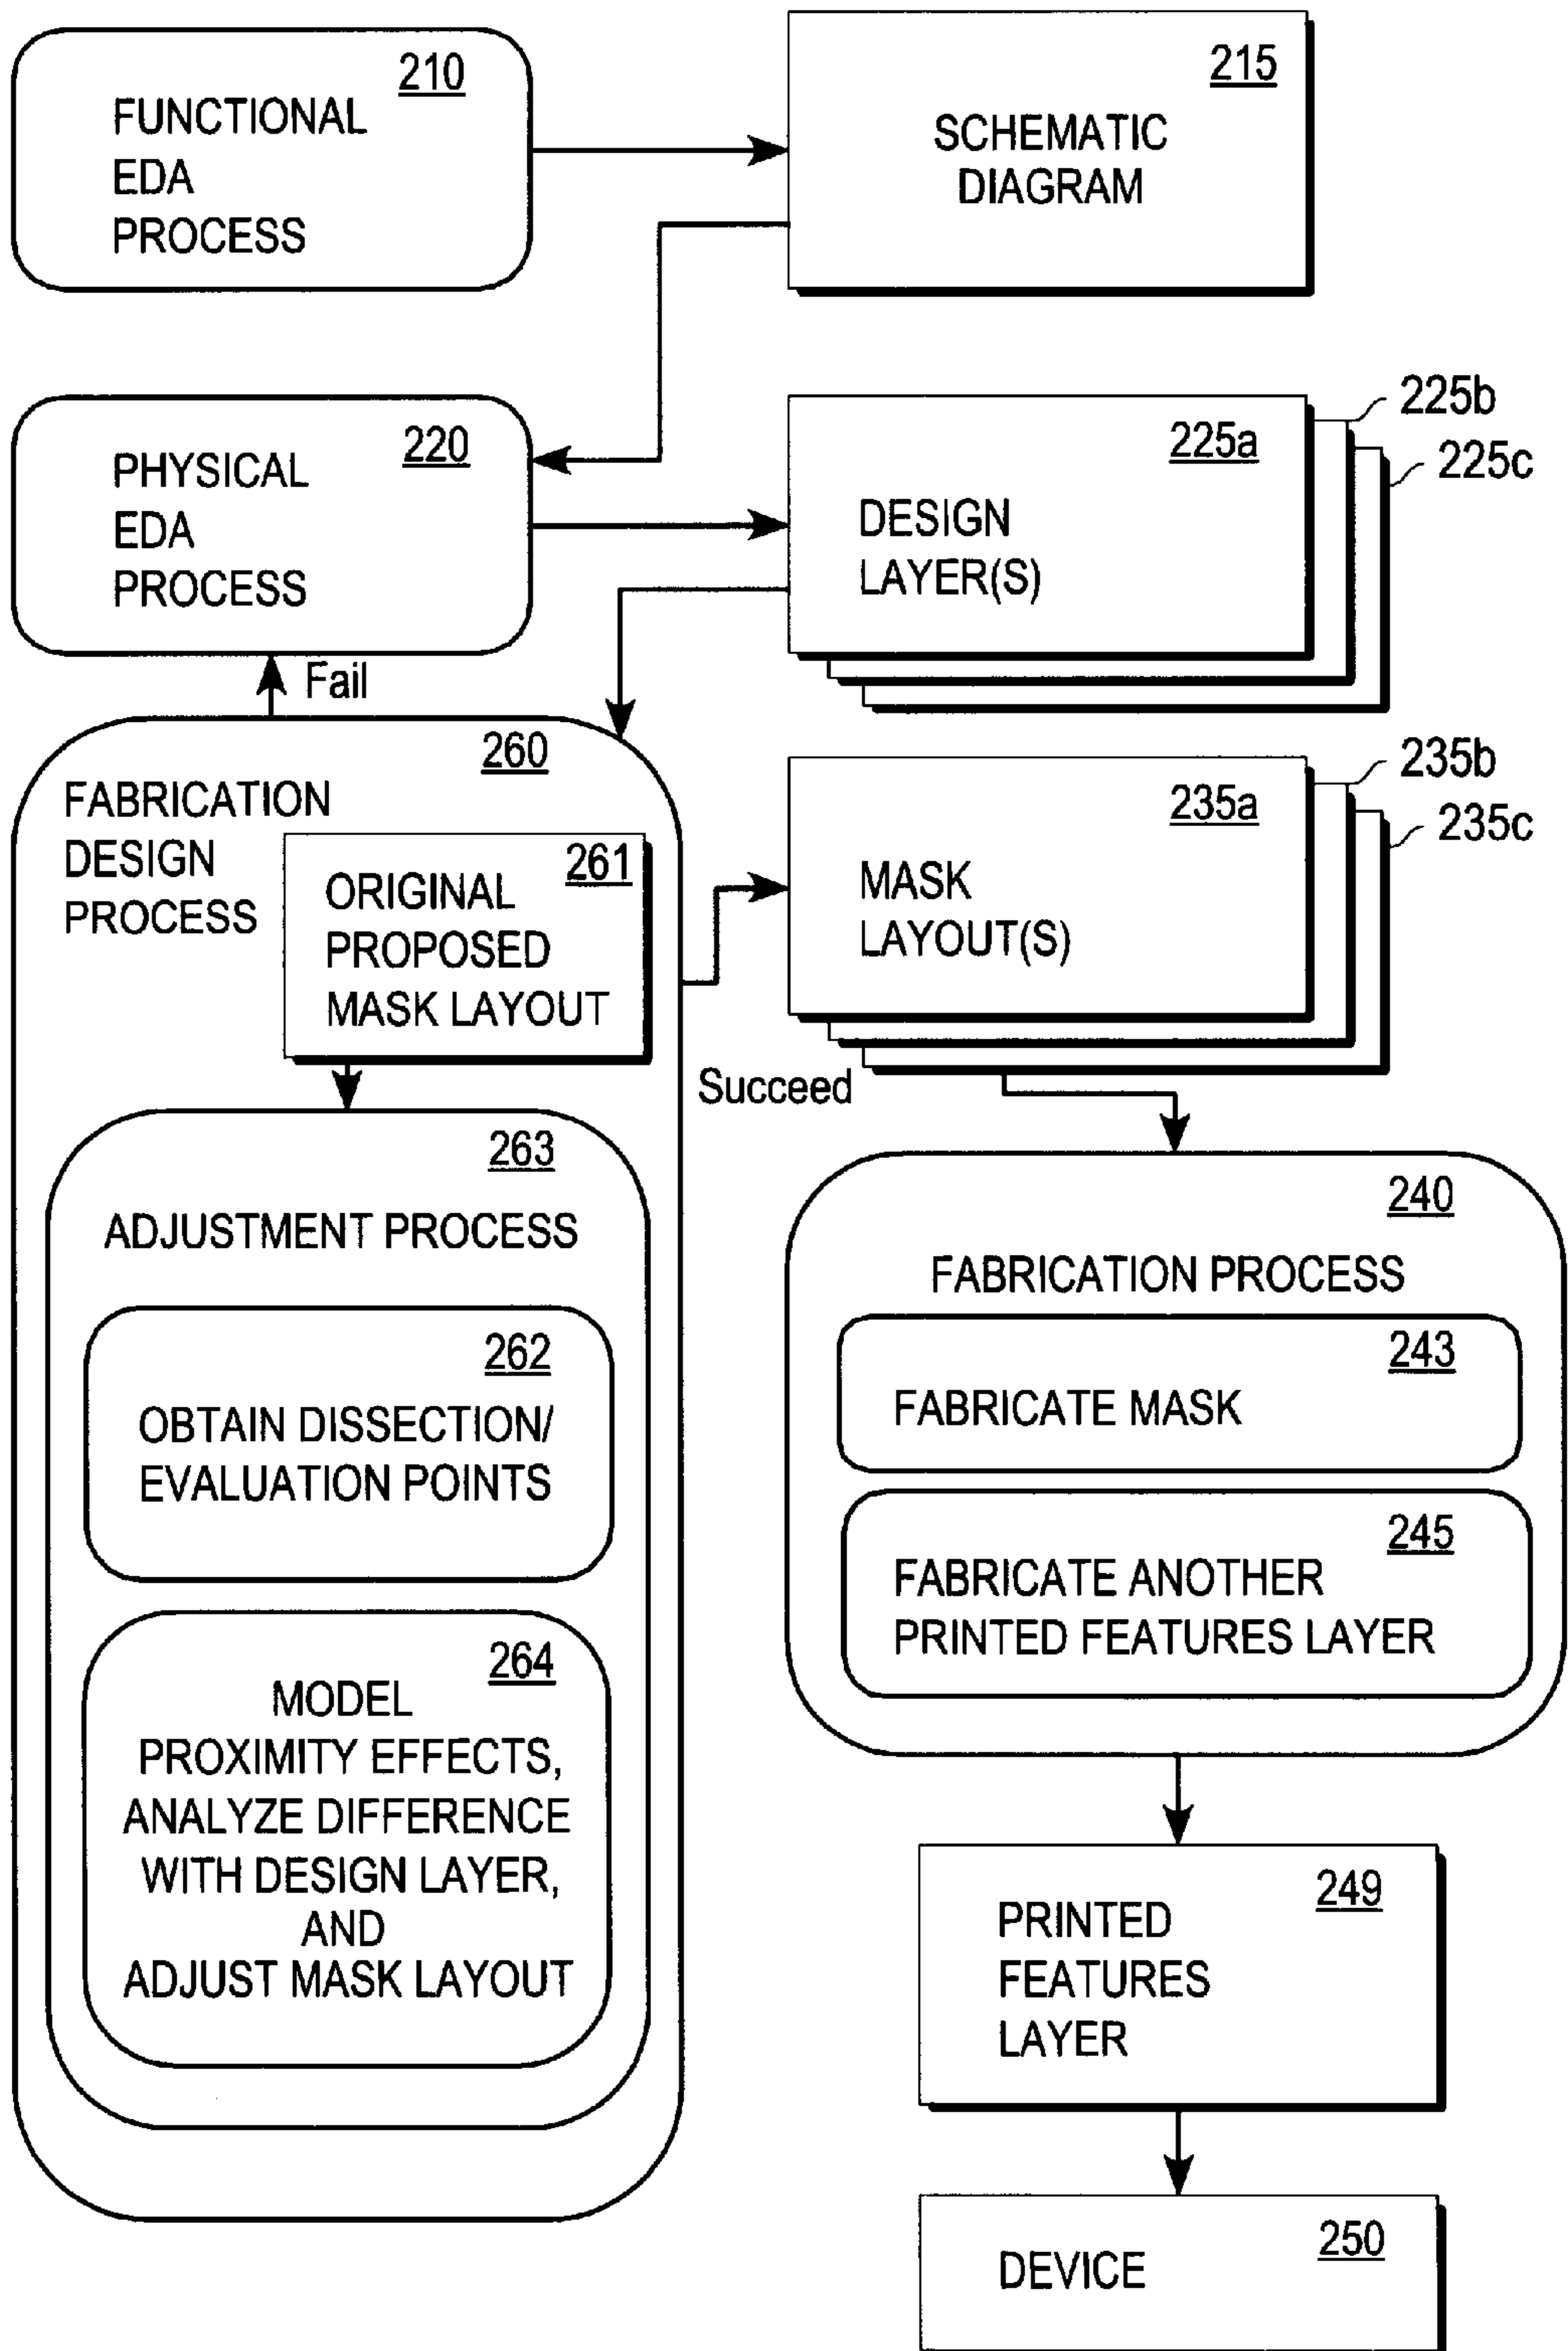 210
FUNCTIONAL
EDA
PROCESS
215
SCHEMATIC
DIAGRAM
220
PHYSICAL
EDA
PROCESS
225a
225b
225c
DESIGN
LAYER(S)
Fail
260
FABRICATION
DESIGN
PROCESS
261
ORIGINAL
PROPOSED
MASK LAYOUT
235a
235b
235c
MASK
LAYOUT(S)
Succeed
263
ADJUSTMENT PROCESS
262
OBTAIN DISSECTION/
EVALUATION POINTS
264
MODEL
PROXIMITY EFFECTS,
ANALYZE DIFFERENCE
WITH DESIGN LAYER,
AND
ADJUST MASK LAYOUT
240
FABRICATION PROCESS
243
FABRICATE MASK
245
FABRICATE ANOTHER
PRINTED FEATURES LAYER
249
PRINTED
FEATURES
LAYER
250
DEVICE